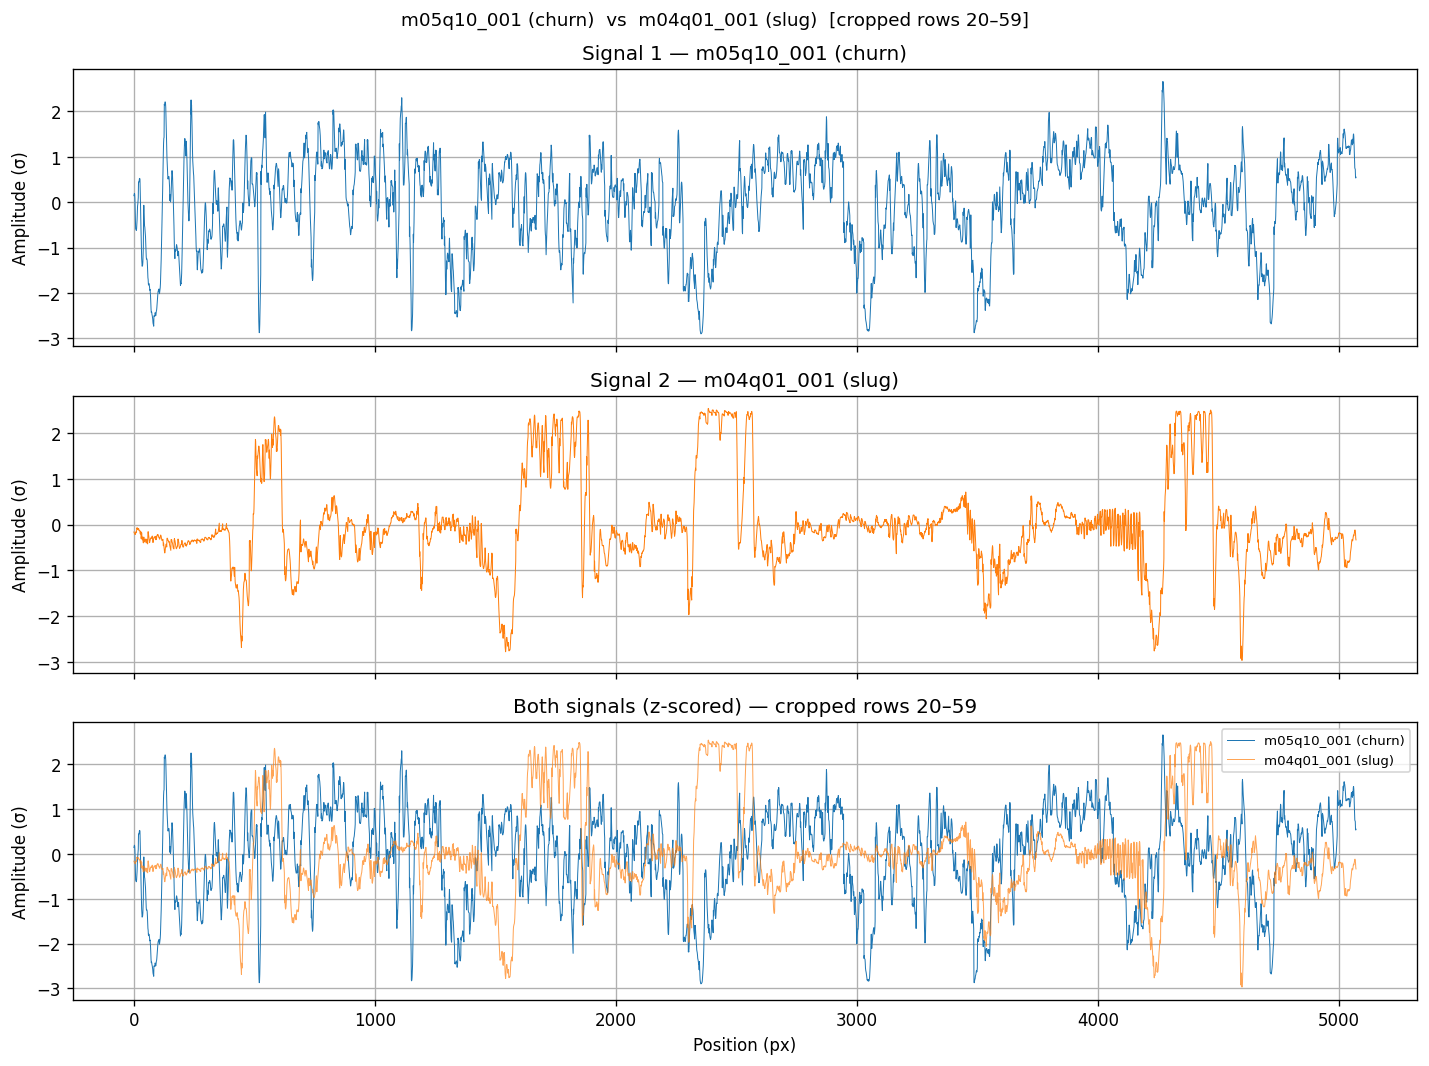 m05q10_001 (churn)  vs  m04q01_001 (slug)  [cropped rows 20–59]
Signal 1 — m05q10_001 (churn)
Amplitude (σ)
2
1
0
−1
−2
−3
Signal 2 — m04q01_001 (slug)
Amplitude (σ)
2
1
0
−1
−2
−3
Both signals (z-scored) — cropped rows 20–59
m05q10_001 (churn)
m04q01_001 (slug)
Amplitude (σ)
2
1
0
−1
−2
−3
0 1000 2000 3000 4000 5000
Position (px)